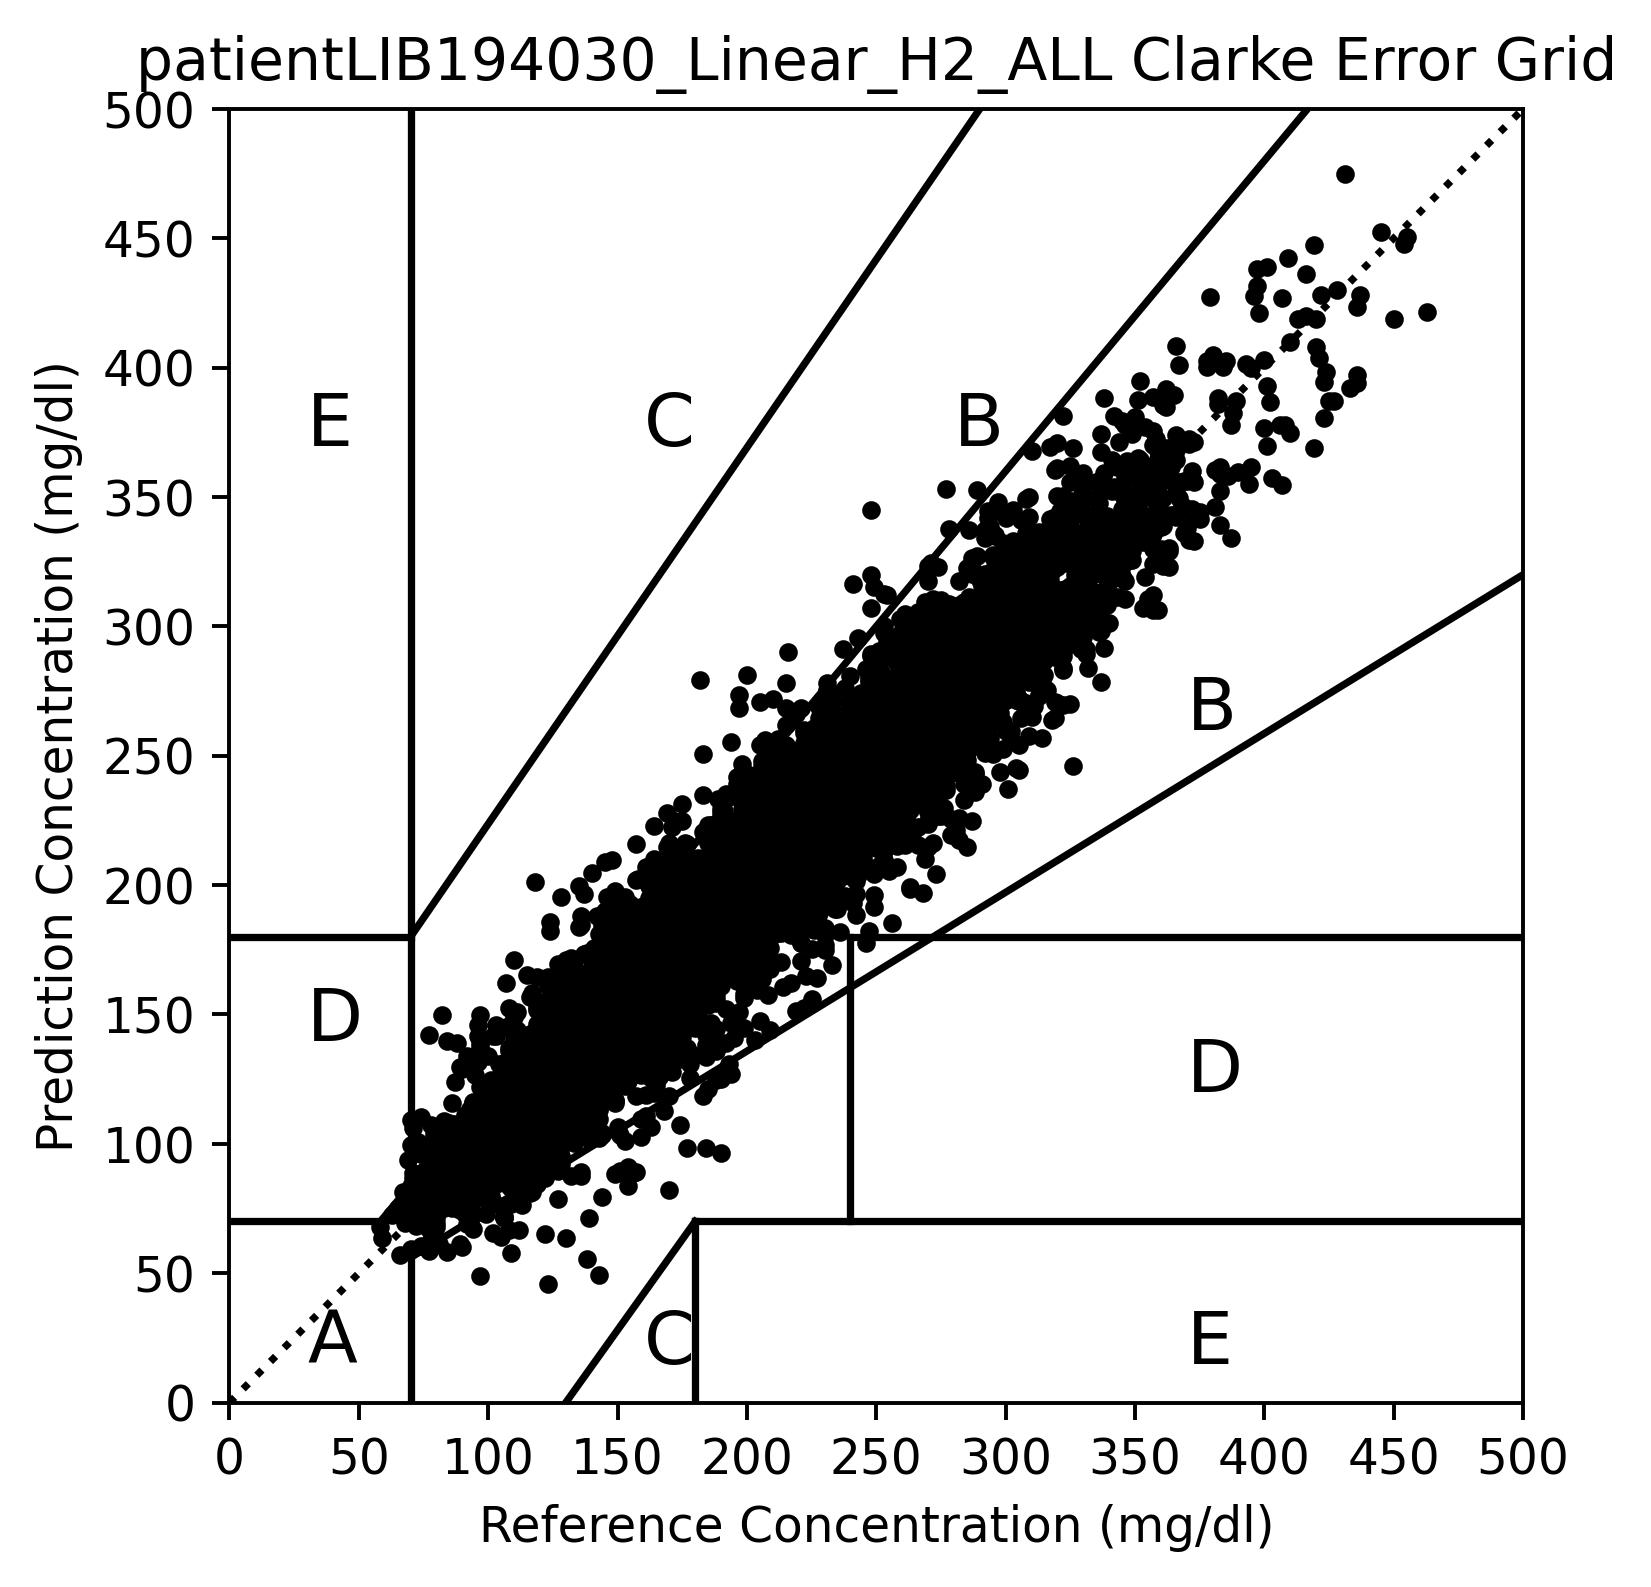 patientLIB194030_Linear_H2_ALL Clarke Error Grid
Prediction Concentration (mg/dl)
500
450
400
350
300
250
200
150
100
50
0
E
C
B
B
D
D
A
C
E
0 50 100 150 200 250 300 350 400 450 500
Reference Concentration (mg/dl)